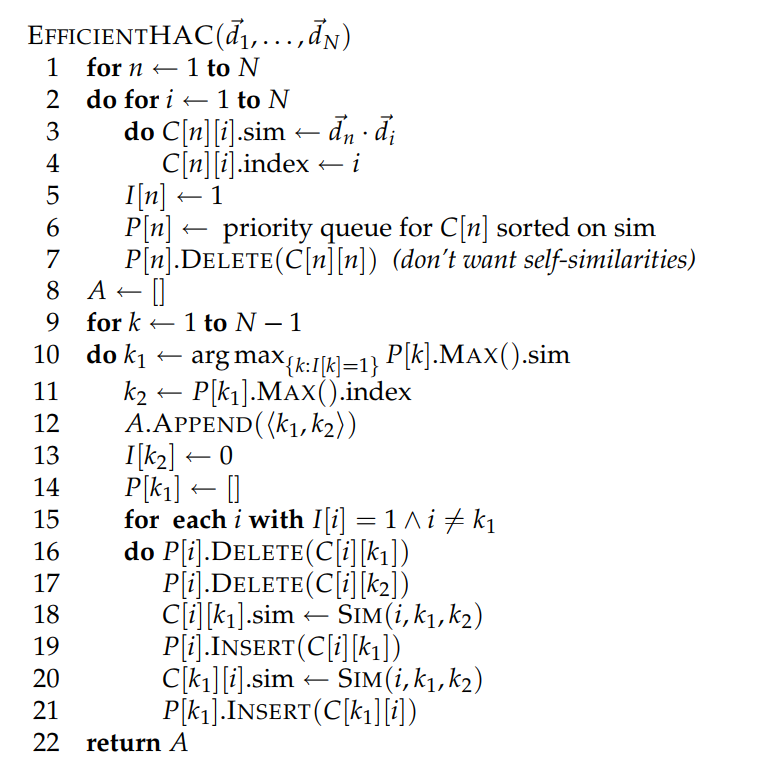 EFFICIENTHAC(d⃗₁, . . . , d⃗_N)
1 for n ← 1 to N
2 do for i ← 1 to N
3 do C[n][i].sim ← d⃗ₙ · d⃗ᵢ
4 C[n][i].index ← i
5 I[n] ← 1
6 P[n] ← priority queue for C[n] sorted on sim
7 P[n].DELETE(C[n][n]) (don't want self-similarities)
8 A ← []
9 for k ← 1 to N − 1
10 do k₁ ← arg max_{k:I[k]=1} P[k].MAX().sim
11 k₂ ← P[k₁].MAX().index
12 A.APPEND(⟨k₁, k₂⟩)
13 I[k₂] ← 0
14 P[k₁] ← []
15 for each i with I[i] = 1 ∧ i ≠ k₁
16 do P[i].DELETE(C[i][k₁])
17 P[i].DELETE(C[i][k₂])
18 C[i][k₁].sim ← SIM(i, k₁, k₂)
19 P[i].INSERT(C[i][k₁])
20 C[k₁][i].sim ← SIM(i, k₁, k₂)
21 P[k₁].INSERT(C[k₁][i])
22 return A